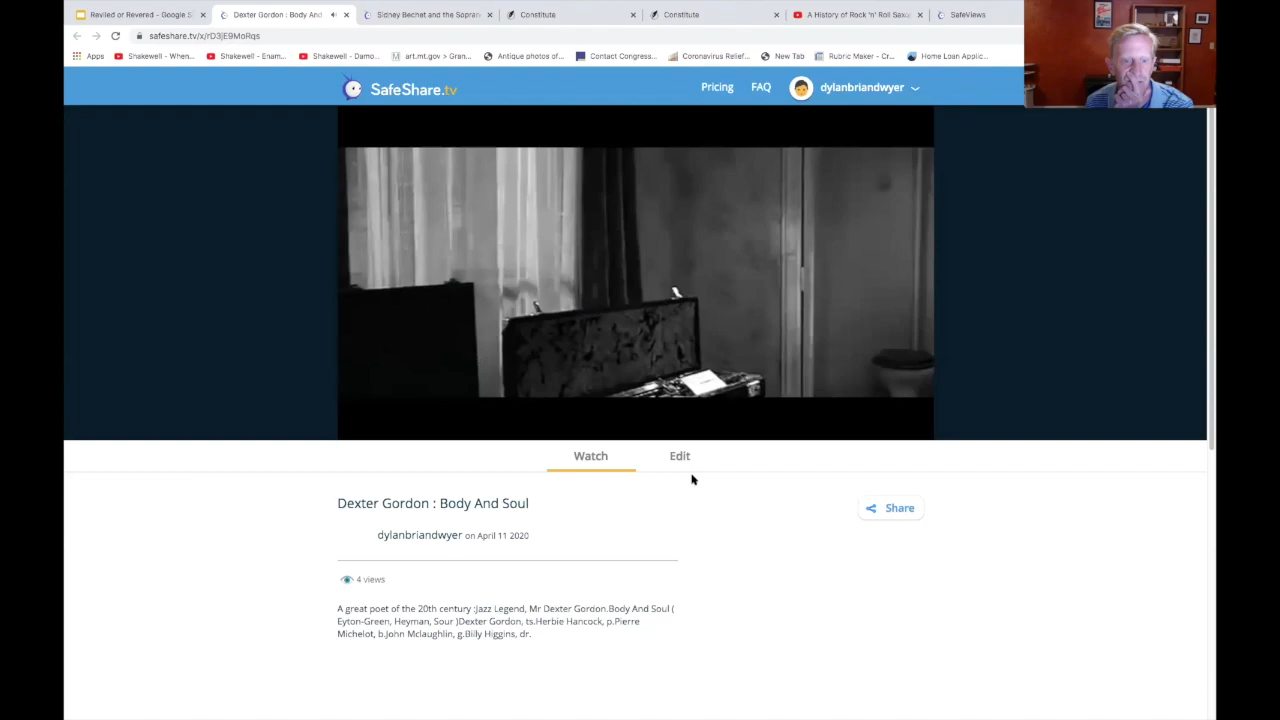 Reviled or Revered - Google S
Dexter Gordon : Body And
Sidney Bechet and the Sopran
Constitute
Constitute
A History of Rock 'n' Roll Saxo
SafeViews
safeshare.tv/x/rD3jE9MoRqs
Apps
Shakewell - When...
Shakewell - Enam...
Shakewell - Damo...
art.mt.gov > Gran...
Antique photos of...
Contact Congress...
Coronavirus Relief...
New Tab
Rubric Maker - Cr...
Home Loan Applic...
SafeShare.tv
Pricing
FAQ
dylanbriandwyer
Watch
Edit
Dexter Gordon : Body And Soul
Share
dylanbriandwyer on April 11 2020
4 views
A great poet of the 20th century :Jazz Legend, Mr Dexter Gordon.Body And Soul (
Eyton-Green, Heyman, Sour )Dexter Gordon, ts.Herbie Hancock, p.Pierre
Michelot, b.John Mclaughlin, g.Billy Higgins, dr.